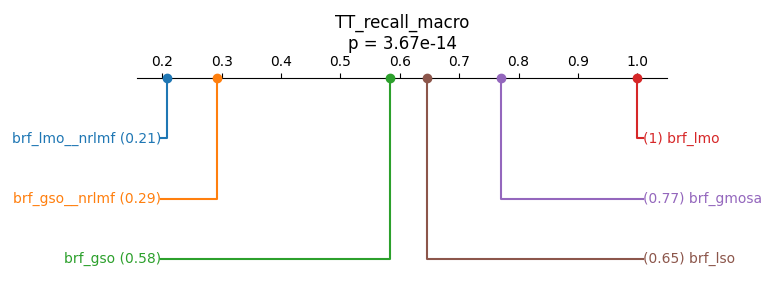 TT_recall_macro
p = 3.67e-14
0.2 0.3 0.4 0.5 0.6 0.7 0.8 0.9 1.0
brf_lmo__nrlmf (0.21)
(1) brf_lmo
brf_gso__nrlmf (0.29)
(0.77) brf_gmosa
brf_gso (0.58)
(0.65) brf_lso